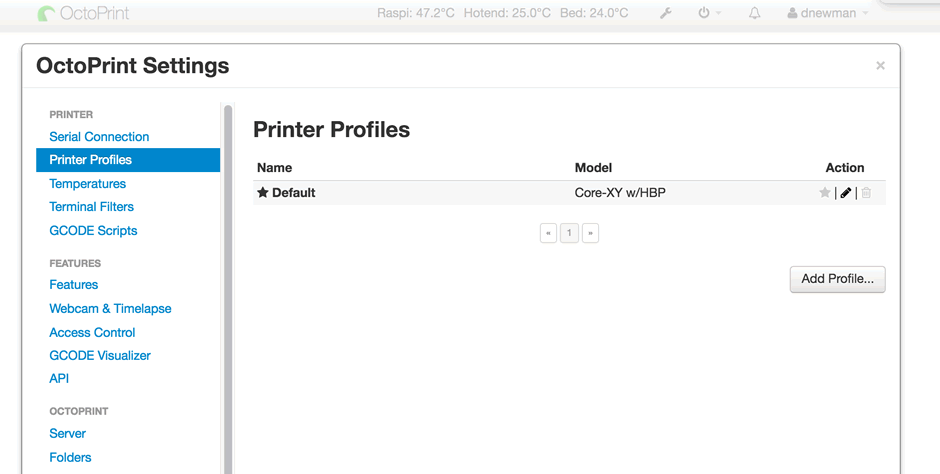 OctoPrint Raspi: 47.2°C Hotend: 25.0°C Bed: 24.0°C dnewman
OctoPrint Settings ×
PRINTER
Serial Connection
Printer Profiles
Temperatures
Terminal Filters
GCODE Scripts
FEATURES
Features
Webcam & Timelapse
Access Control
GCODE Visualizer
API
OCTOPRINT
Server
Folders
Printer Profiles
Name Model Action
Default Core-XY w/HBP | |
« 1 »
Add Profile...